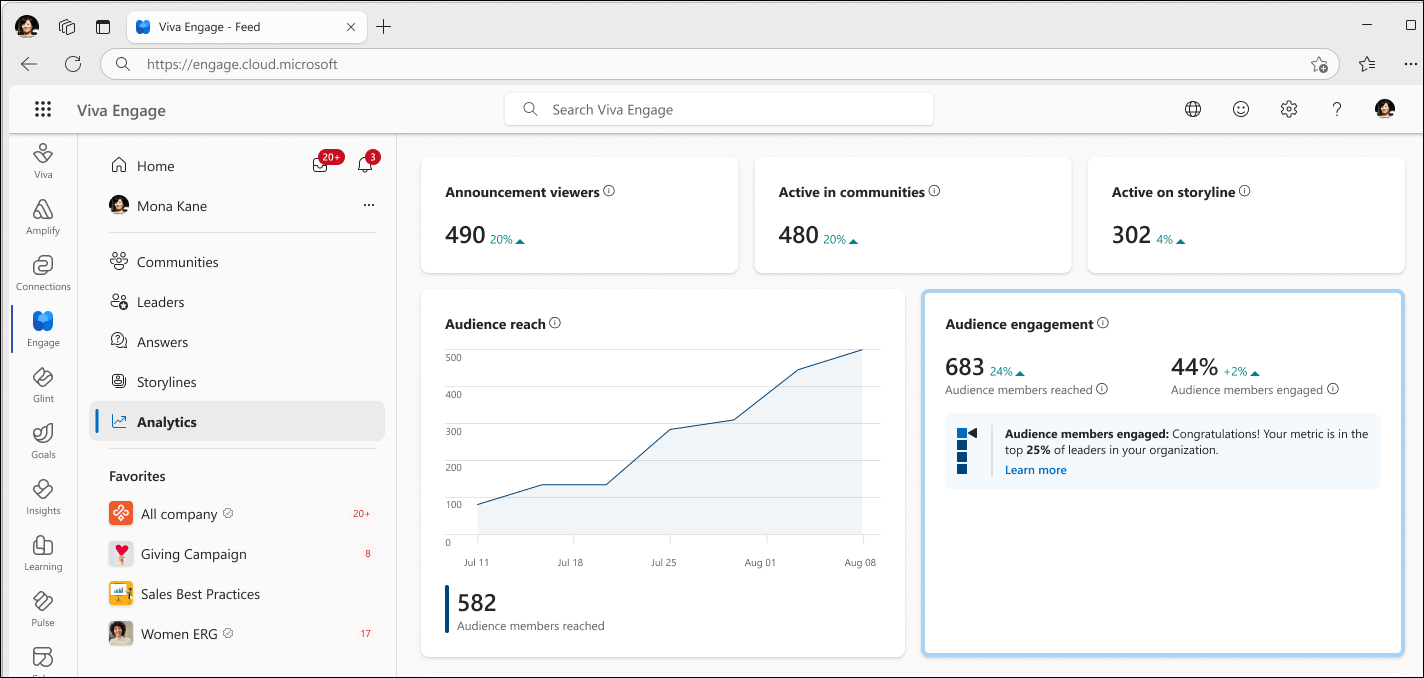 Viva Engage - Feed
https://engage.cloud.microsoft
Viva Engage
Search Viva Engage
Viva
Amplify
Connections
Engage
Glint
Goals
Insights
Learning
Pulse
Home
20+
3
Mona Kane
Communities
Leaders
Answers
Storylines
Analytics
Favorites
All company
20+
Giving Campaign
8
Sales Best Practices
Women ERG
17
Announcement viewers
490 20%
Active in communities
480 20%
Active on storyline
302 4%
Audience reach
500
400
300
200
100
0
Jul 11
Jul 18
Jul 25
Aug 01
Aug 08
582
Audience members reached
Audience engagement
683 24%
Audience members reached
44% +2%
Audience members engaged
Audience members engaged: Congratulations! Your metric is in the
top 25% of leaders in your organization.
Learn more